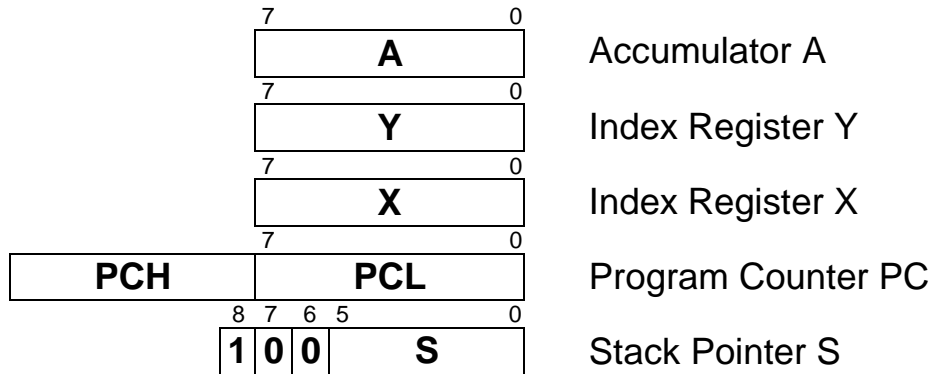 7 0
A Accumulator A
7 0
Y Index Register Y
7 0
X Index Register X
7 0
PCH PCL Program Counter PC
8 7 6 5 0
1 0 0 S Stack Pointer S